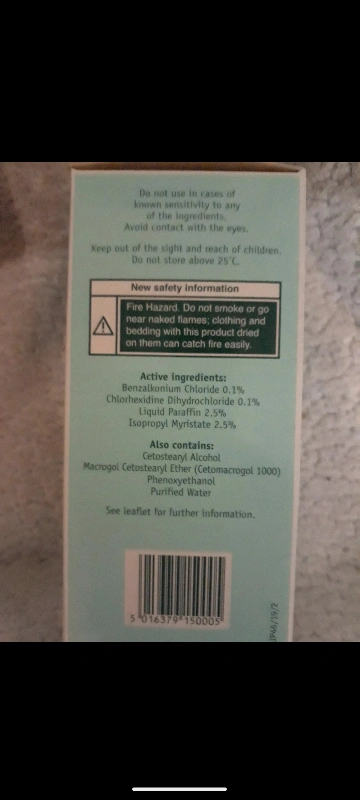 Do not use in cases of
known sensitivity to any
of the ingredients.
Avoid contact with the eyes.
Keep out of the sight and reach of children.
Do not store above 25°C.
New safety information
Fire Hazard. Do not smoke or go
near naked flames; clothing and
bedding with this product dried
on them can catch fire easily.
Active ingredients:
Benzalkonium Chloride 0.1%
Chlorhexidine Dihydrochloride 0.1%
Liquid Paraffin 2.5%
Isopropyl Myristate 2.5%
Also contains:
Cetostearyl Alcohol
Macrogol Cetostearyl Ether (Cetomacrogol 1000)
Phenoxyethanol
Purified Water
See leaflet for further information.
5 016379 150005